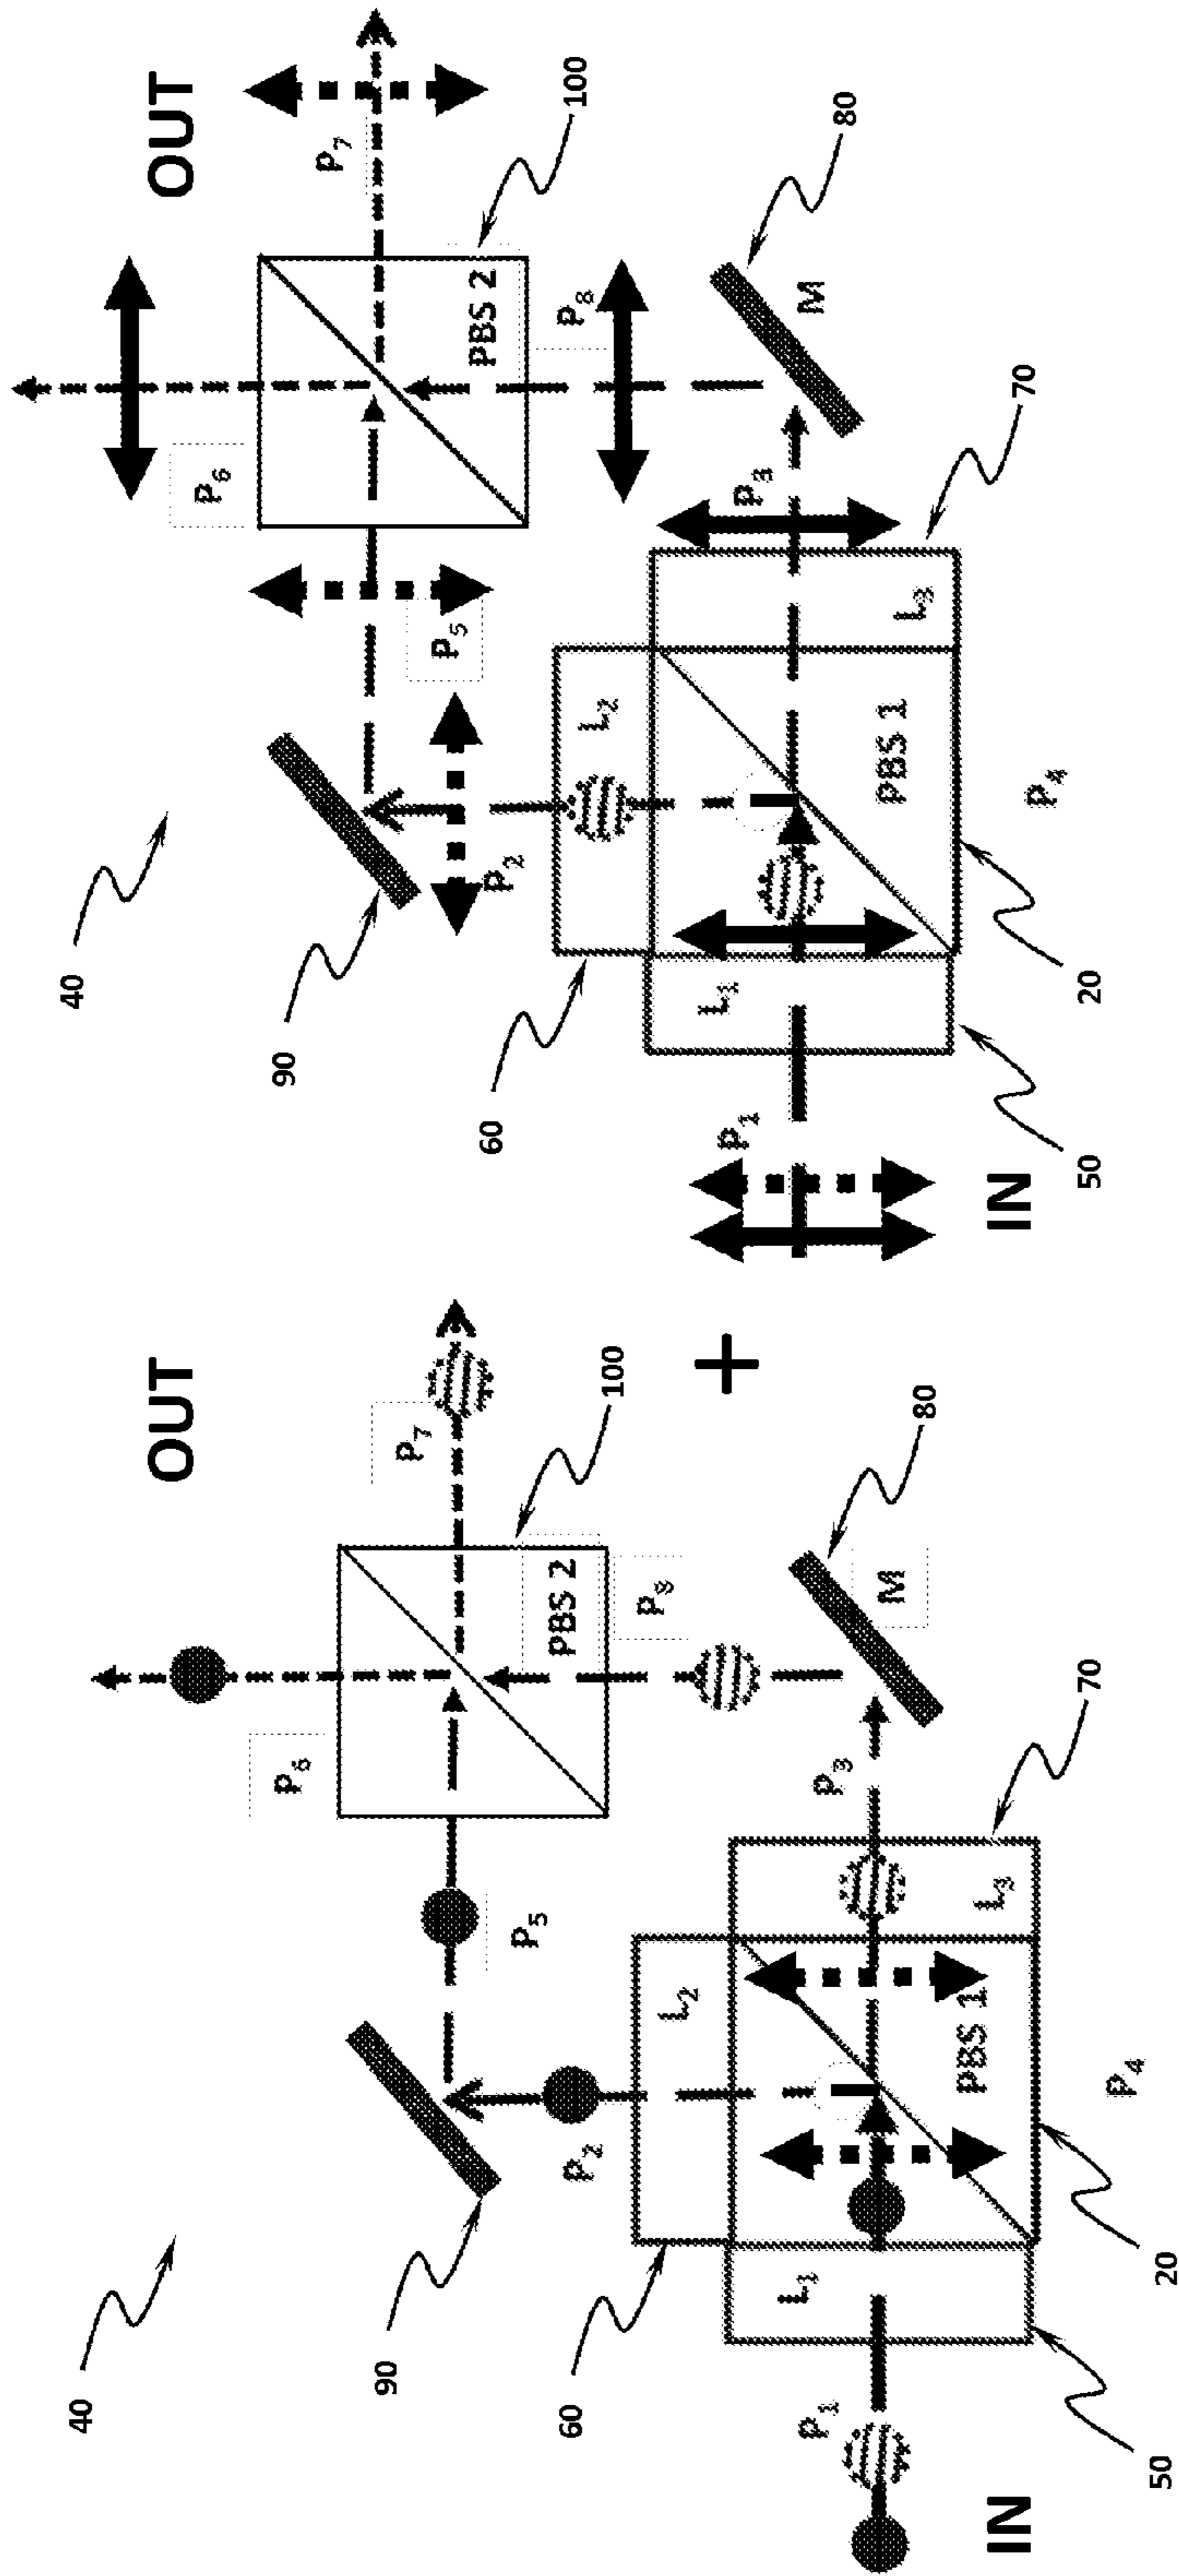 40
OUT
90
P₆
P₇
100
P₅
PBS 2
P₂
60
L₂
P₈
80
M
P₁
L₁
P₃
L₃
70
PBS 1
P₄
IN
50
20
+
40
OUT
90
P₆
P₇
100
P₅
PBS 2
P₂
60
L₂
P₈
80
M
P₁
L₁
P₃
L₃
70
PBS 1
P₄
IN
50
20